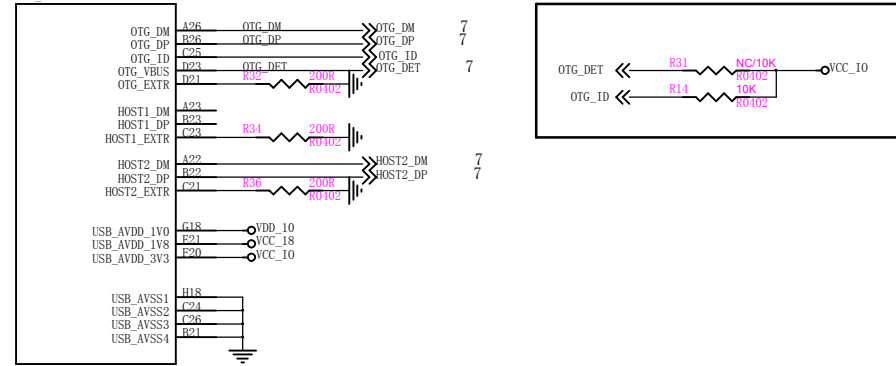 OTG_DM A26 OTG_DM OTG_DM 7
OTG_DP B26 OTG_DP OTG_DP 7
OTG_ID C25 OTG_ID
OTG_VBUS D23 OTG_DET OTG_DET 7
OTG_EXTR D21 R32 200R R0402
HOST1_DM A23
HOST1_DP B23
HOST1_EXTR C23 R34 200R R0402
HOST2_DM A22 HOST2_DM 7
HOST2_DP B22 HOST2_DP 7
HOST2_EXTR C21 R36 200R R0402
USB_AVDD_1V0 G18 VDD_10
USB_AVDD_1V8 E21 VCC_18
USB_AVDD_3V3 F20 VCC_IO
USB_AVSS1 H18
USB_AVSS2 C24
USB_AVSS3 C26
USB_AVSS4 B21
OTG_DET R31 NC/10K R0402 VCC_IO
OTG_ID R14 10K R0402